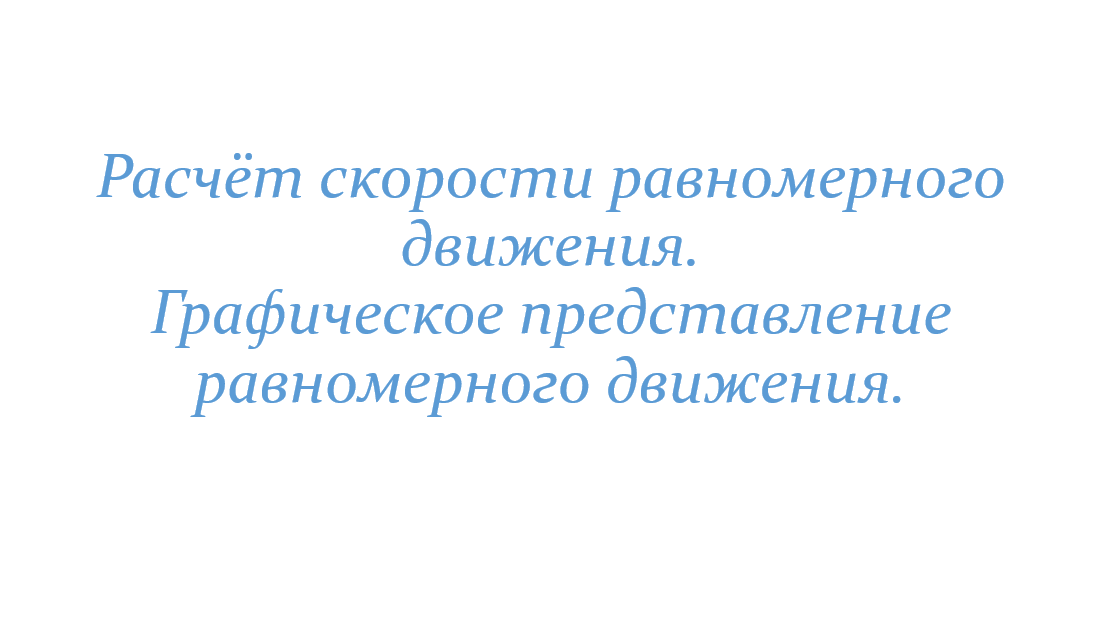 Расчёт скорости равномерного
движения.
Графическое представление
равномерного движения.